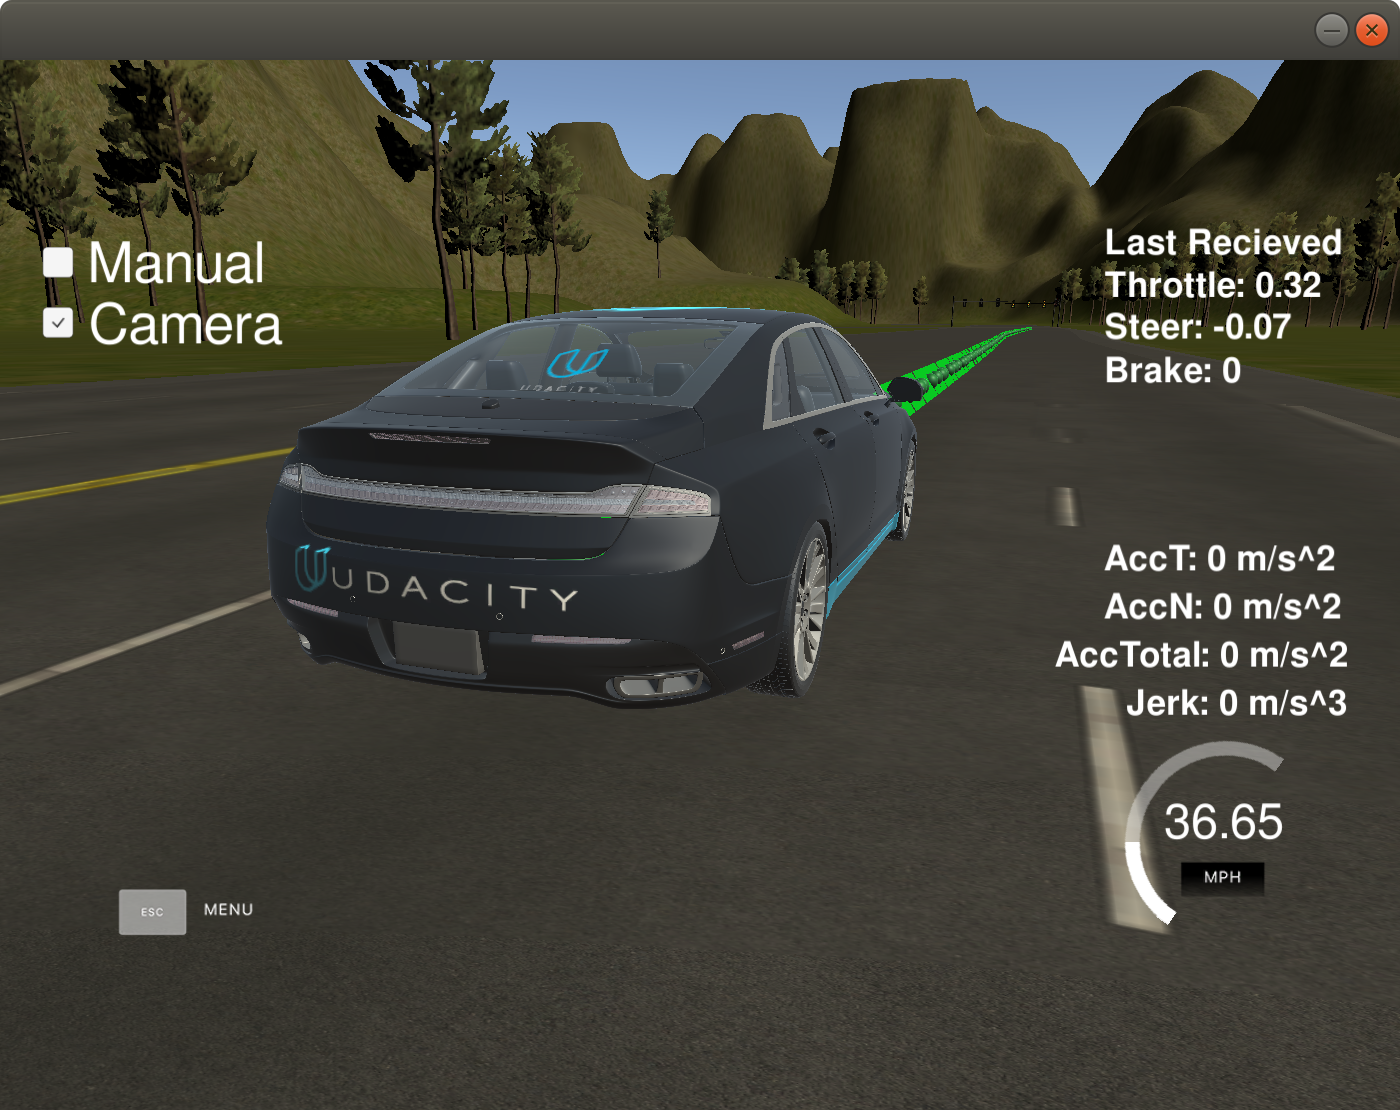 Manual
Camera
Last Recieved
Throttle: 0.32
Steer: -0.07
Brake: 0
UDACITY
UDACITY
AccT: 0 m/s^2
AccN: 0 m/s^2
AccTotal: 0 m/s^2
Jerk: 0 m/s^3
36.65
MPH
ESC MENU